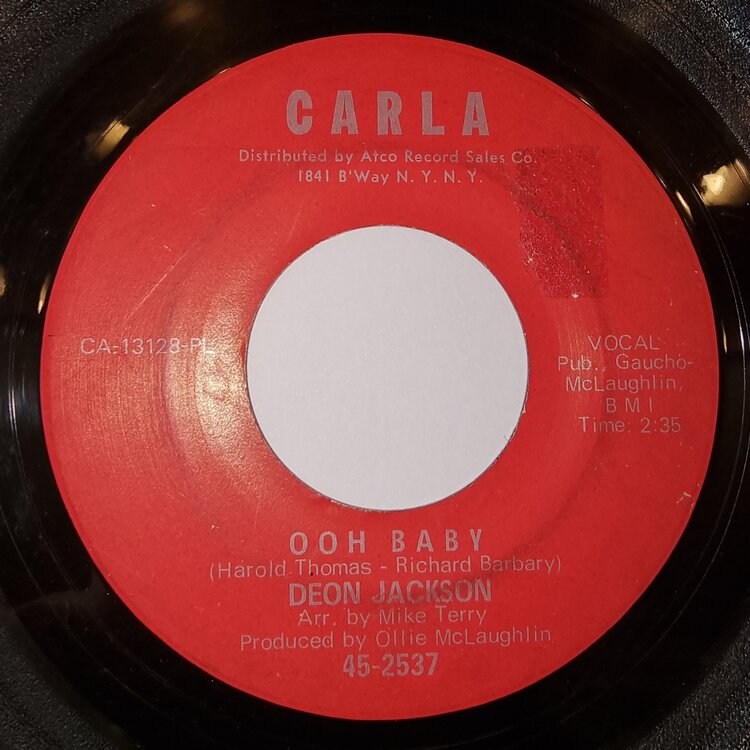 CARLA
Distributed by Atco Record Sales Co.
1841 B'Way N. Y. N. Y.
CA-13128-PL
VOCAL
Pub., Gaucho-
McLaughlin,
B M I
Time: 2:35
OOH BABY
(Harold Thomas - Richard Barbary)
DEON JACKSON
Arr. by Mike Terry
Produced by Ollie McLaughlin
45-2537